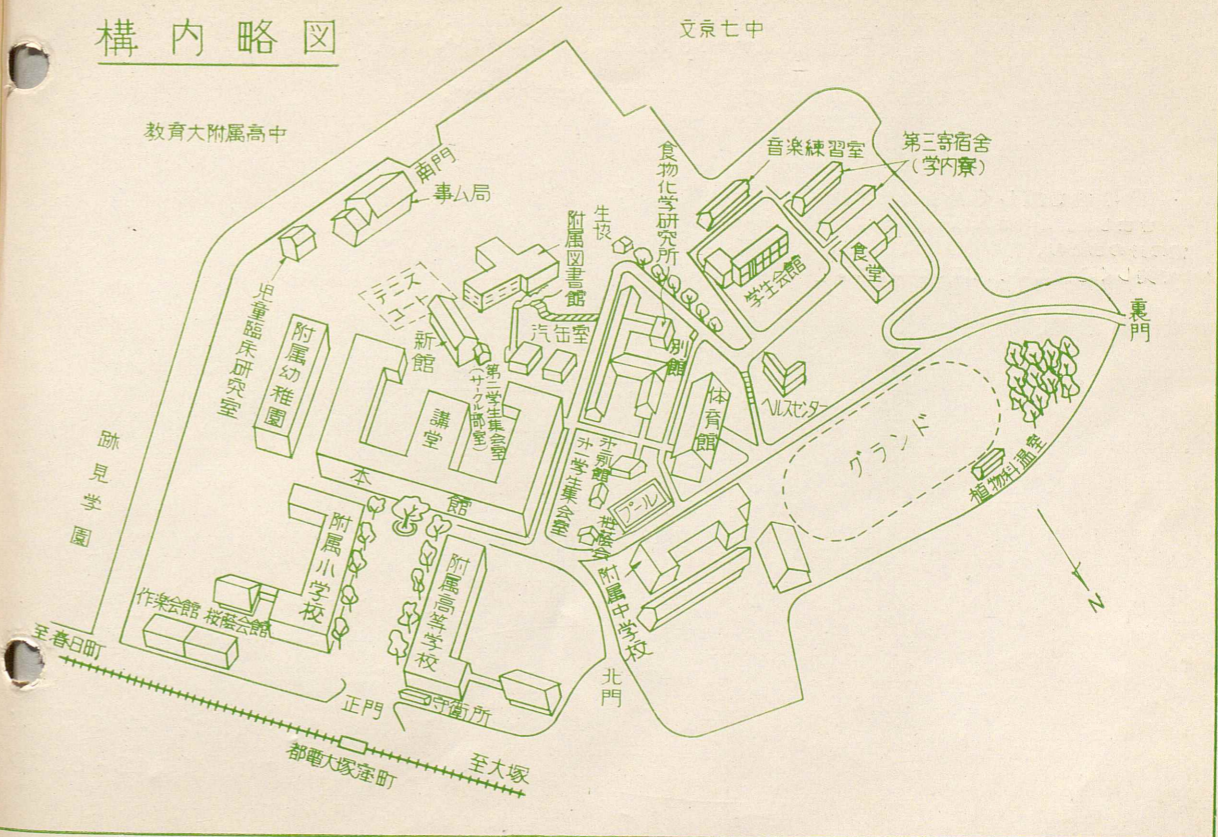 構内略図
文京七中
教育大附属高中
南門
事ム局
児童臨床研究室
附属幼稚園
テニス
コート
新館
附属図書館
生協
食物化学研究所
音楽練習室
第三寄宿舎
(学内寮)
学生会館
食堂
裏門
汽缶室
第二学生集会室
(サークル部室)
別館
体育館
ヘルスセンター
グランド
植物科温室
講堂
本館
㐧一学生集会室
㐧二別館
プール
桜蔭会
跡見学園
附属小学校
附属高等学校
附属中学校
作楽会館
桜蔭会館
至春日町
正門
守衛所
北門
都電大塚窪町
至大塚
N